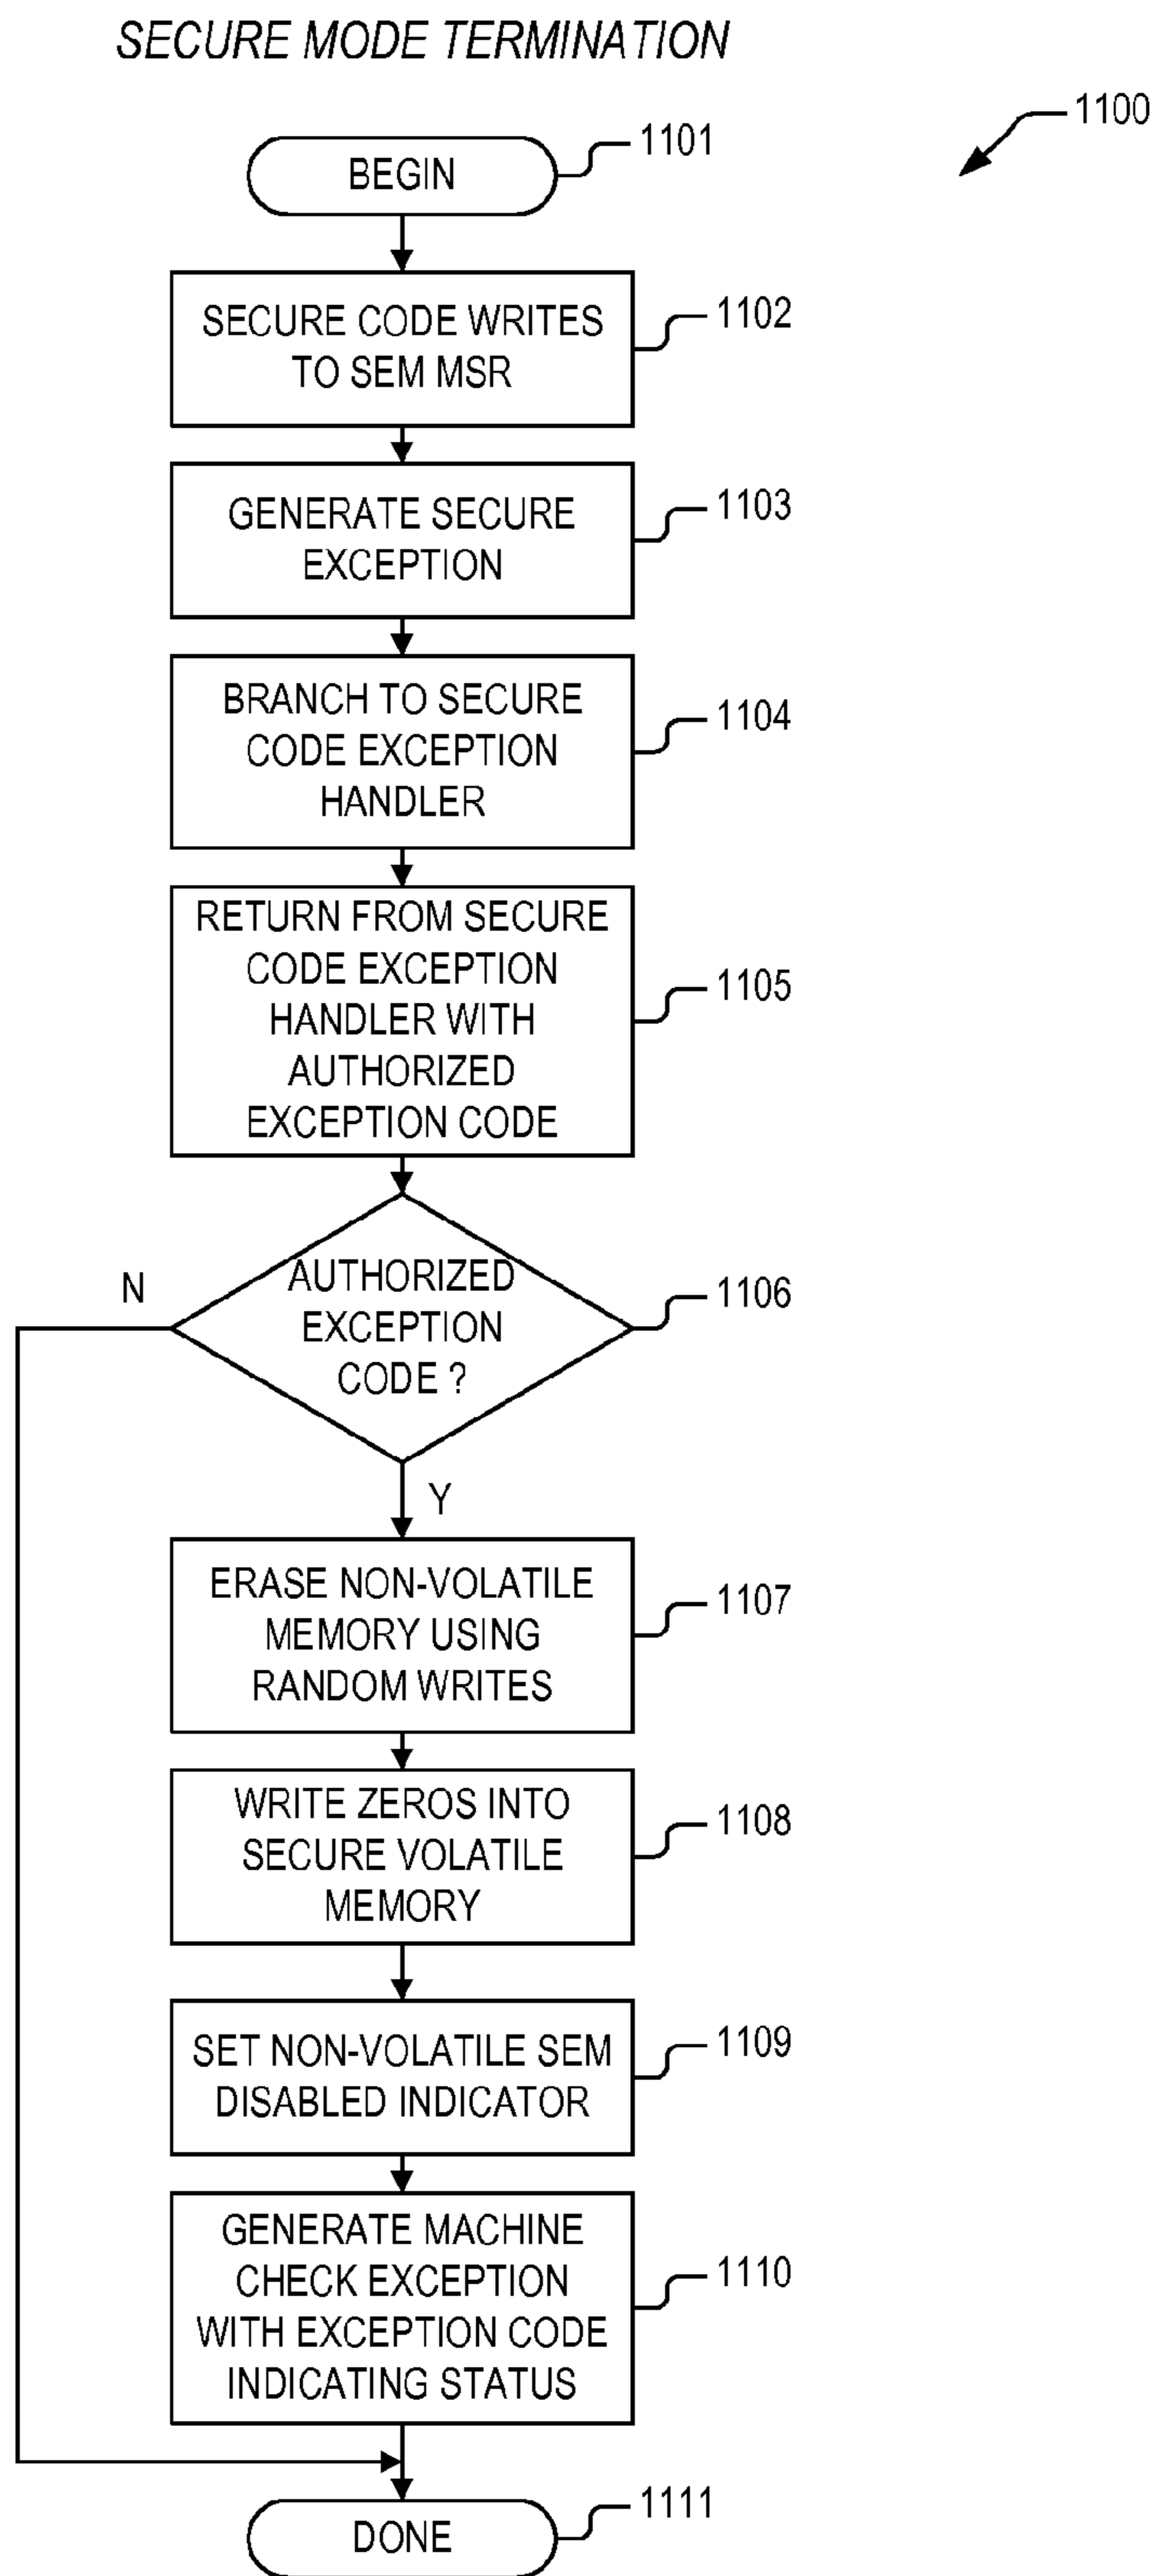 SECURE MODE TERMINATION
1100
BEGIN
1101
SECURE CODE WRITES
TO SEM MSR
1102
GENERATE SECURE
EXCEPTION
1103
BRANCH TO SECURE
CODE EXCEPTION
HANDLER
1104
RETURN FROM SECURE
CODE EXCEPTION
HANDLER WITH
AUTHORIZED
EXCEPTION CODE
1105
AUTHORIZED
EXCEPTION
CODE ?
1106
N
Y
ERASE NON-VOLATILE
MEMORY USING
RANDOM WRITES
1107
WRITE ZEROS INTO
SECURE VOLATILE
MEMORY
1108
SET NON-VOLATILE SEM
DISABLED INDICATOR
1109
GENERATE MACHINE
CHECK EXCEPTION
WITH EXCEPTION CODE
INDICATING STATUS
1110
DONE
1111